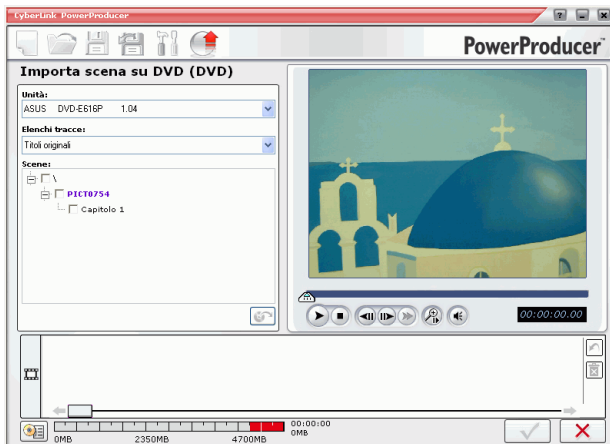 CyberLink PowerProducer
PowerProducer™
Importa scena su DVD (DVD)
Unità:
ASUS DVD-E616P 1.04
Elenchi tracce:
Titoli originali
Scene:
\
PICT0754
Capitolo 1
00:00:00.00
00:00:00
0MB
0MB 2350MB 4700MB